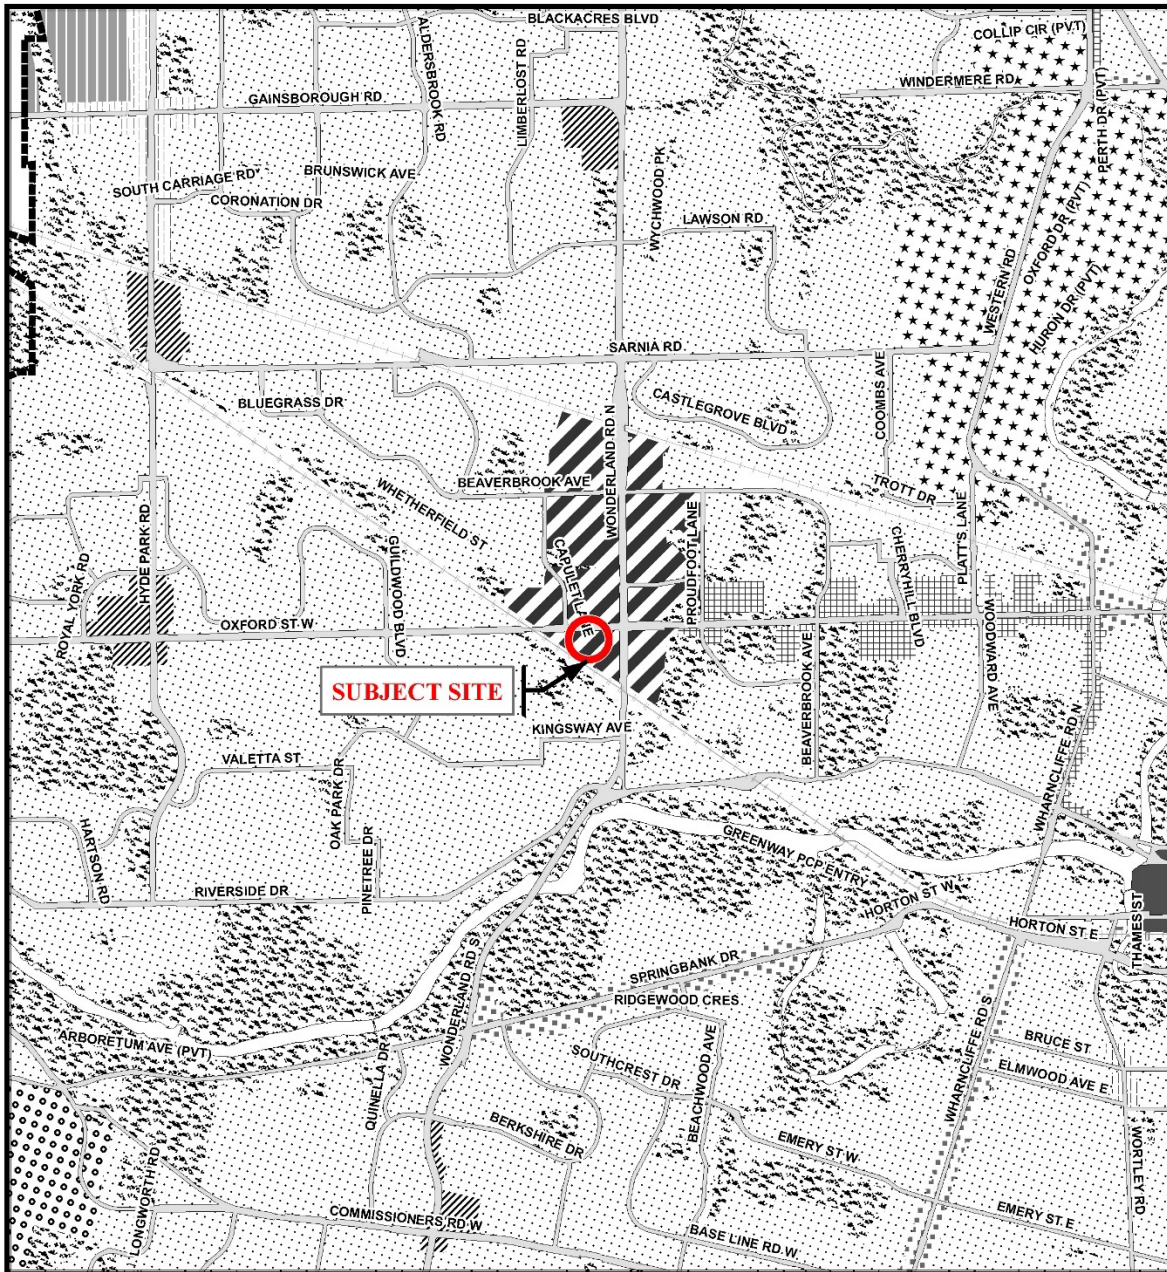 BLACKACRES BLVD
COLLIP CIR (PVT)
ALDERSBROOK RD
LIMBERLOST RD
WINDERMERE RD
GAINSBOROUGH RD
PERTH DR (PVT)
BRUNSWICK AVE
SOUTH CARRIAGE RD
CORONATION DR
WYCHWOOD PK
LAWSON RD
OXFORD DR (PVT)
WESTERN RD
HURON DR (PVT)
SARNIA RD
COOMBS AVE
BLUEGRASS DR
CASTLEGROVE BLVD
WONDERLAND RD N
BEAVERBROOK AVE
WHETHERFIELD ST
TROTT DR
HYDE PARK RD
PROUDFOOT LANE
PLATT'S LANE
CAPULET LANE
GUILDWOOD BLVD
CHERRYHILL BLVD
ROYAL YORK RD
OXFORD ST W
WOODWARD AVE
BEAVERBROOK AVE
SUBJECT SITE
KINGSWAY AVE
WHARNCLIFFE RD N
VALETTA ST
OAK PARK DR
HARTSON RD
PINETREE DR
GREENWAY PCP ENTRY
RIVERSIDE DR
HORTON ST W
HORTON ST E
THAMES ST
WONDERLAND RD S
SPRINGBANK DR
RIDGEWOOD CRES
ARBORETUM AVE (PVT)
QUINELLA DR
SOUTHCREST DR
BEACHWOOD AVE
WHARNCLIFFE RD S
BRUCE ST
ELMWOOD AVE E
BERKSHIRE DR
EMERY ST W
WORTLEY RD
LONGWORTH RD
COMMISSIONERS RD W
EMERY ST E
BASE LINE RD W